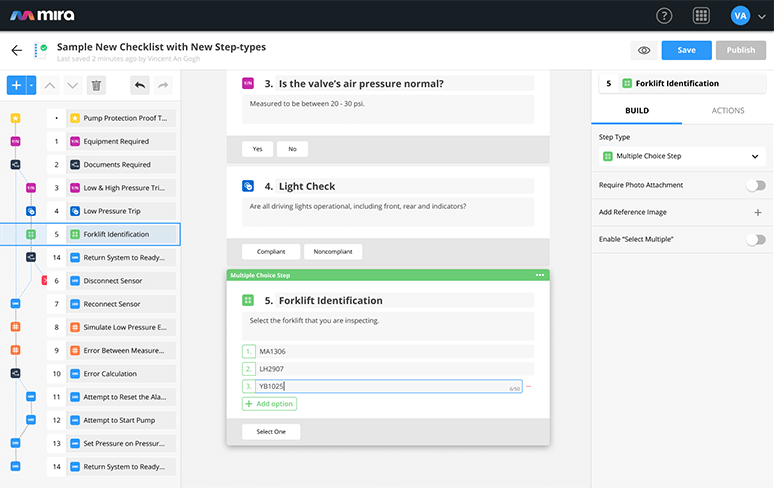 mira
?
VA
Sample New Checklist with New Step-types
Last saved 2 minutes ago by Vincent An Gogh
Save
Publish
Pump Protection Proof T...
Y/N 1 Equipment Required
2 Documents Required
Y/N 3 Y/N Low & High Pressure Tri...
4 Low Pressure Trip
5 Forklift Identification
14 Return System to Ready...
6 Disconnect Sensor
7 Reconnect Sensor
8 Simulate Low Pressure E...
9 Error Between Measure...
10 Error Calculation
11 Attempt to Reset the Ala...
12 Attempt to Start Pump
13 Set Pressure on Pressur...
14 Return System to Ready...
Y/N 3. Is the valve's air pressure normal?
Measured to be between 20 - 30 psi.
Yes No
4. Light Check
Are all driving lights operational, including front, rear and indicators?
Compliant Noncompliant
Multiple Choice Step
5. Forklift Identification
Select the forklift that you are inspecting.
1. MA1306
2. LH2907
3. YB1025
6/50
+ Add option
Select One
5 Forklift Identification
BUILD ACTIONS
Step Type
Multiple Choice Step
Require Photo Attachment
Add Reference Image +
Enable "Select Multiple"